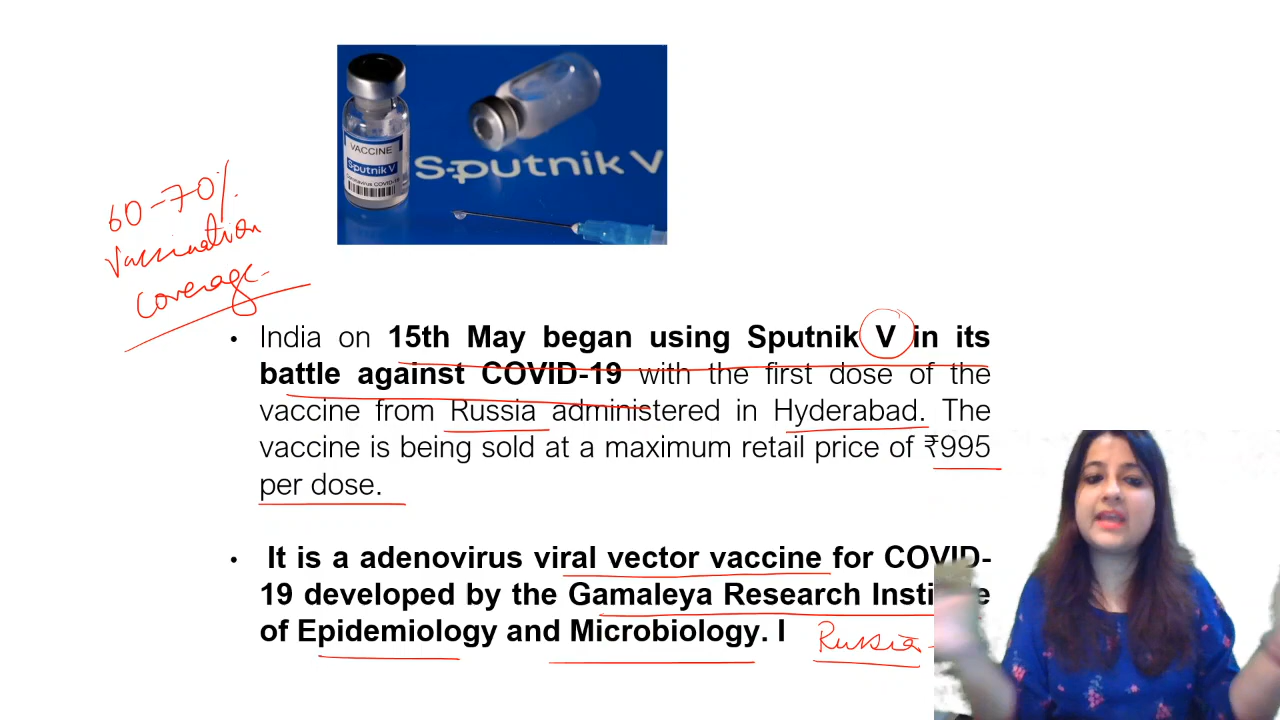 VACCINE
Sputnik V
Coronavirus COVID-19
Sputnik V
60-70%
Vaccination
coverage-
• India on 15th May began using Sputnik V in its
battle against COVID-19 with the first dose of the
vaccine from Russia administered in Hyderabad. The
vaccine is being sold at a maximum retail price of ₹995
per dose.
• It is a adenovirus viral vector vaccine for COVID-
19 developed by the Gamaleya Research Insti e
of Epidemiology and Microbiology. I
Russia-